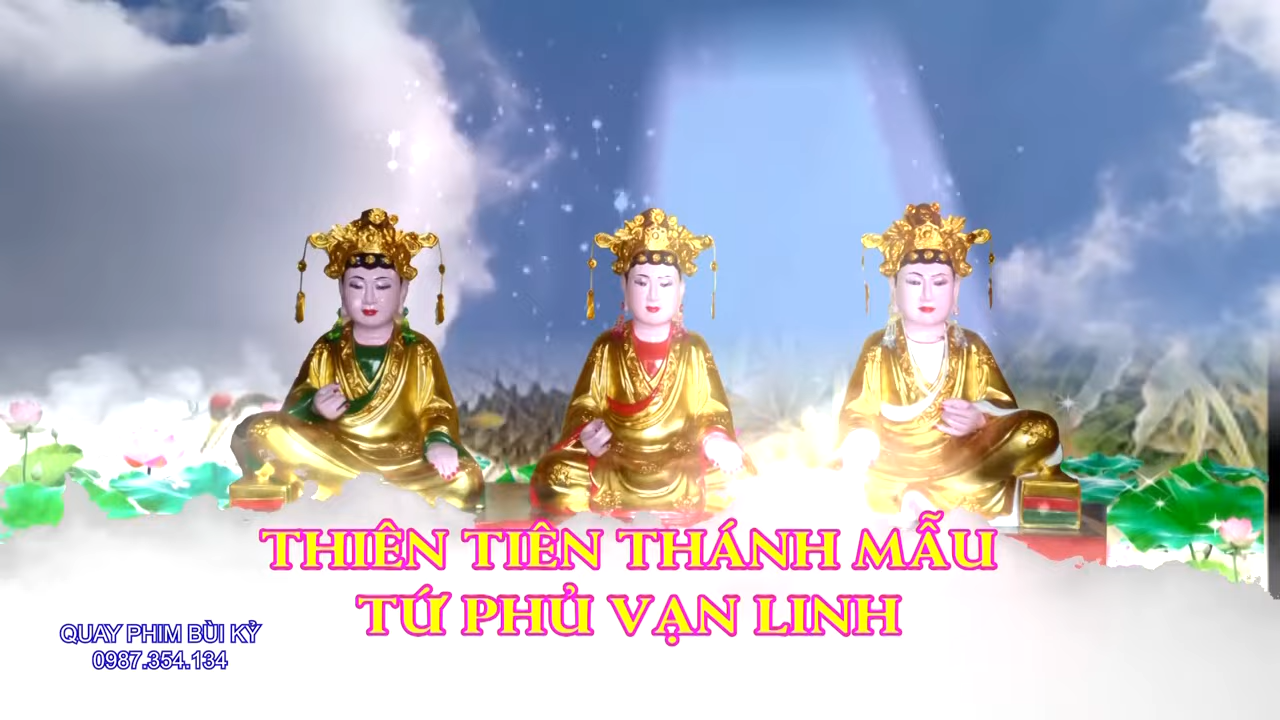 THIÊN TIÊN THÁNH MẪU
TỨ PHỦ VẠN LINH
QUAY PHIM BÙI KỶ
0987.354.134